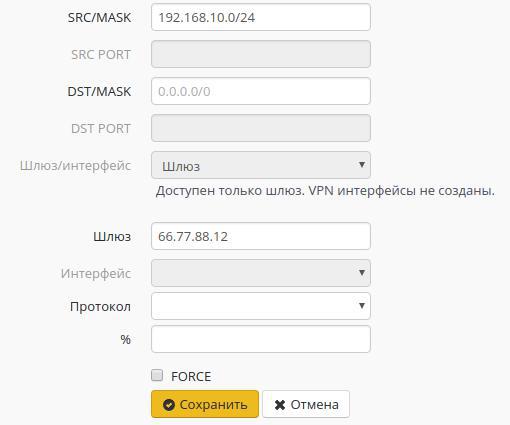 SRC/MASK 192.168.10.0/24
SRC PORT
DST/MASK 0.0.0.0/0
DST PORT
Шлюз/интерфейс Шлюз
Доступен только шлюз. VPN интерфейсы не созданы.
Шлюз 66.77.88.12
Интерфейс
Протокол
%
FORCE
Сохранить Отмена